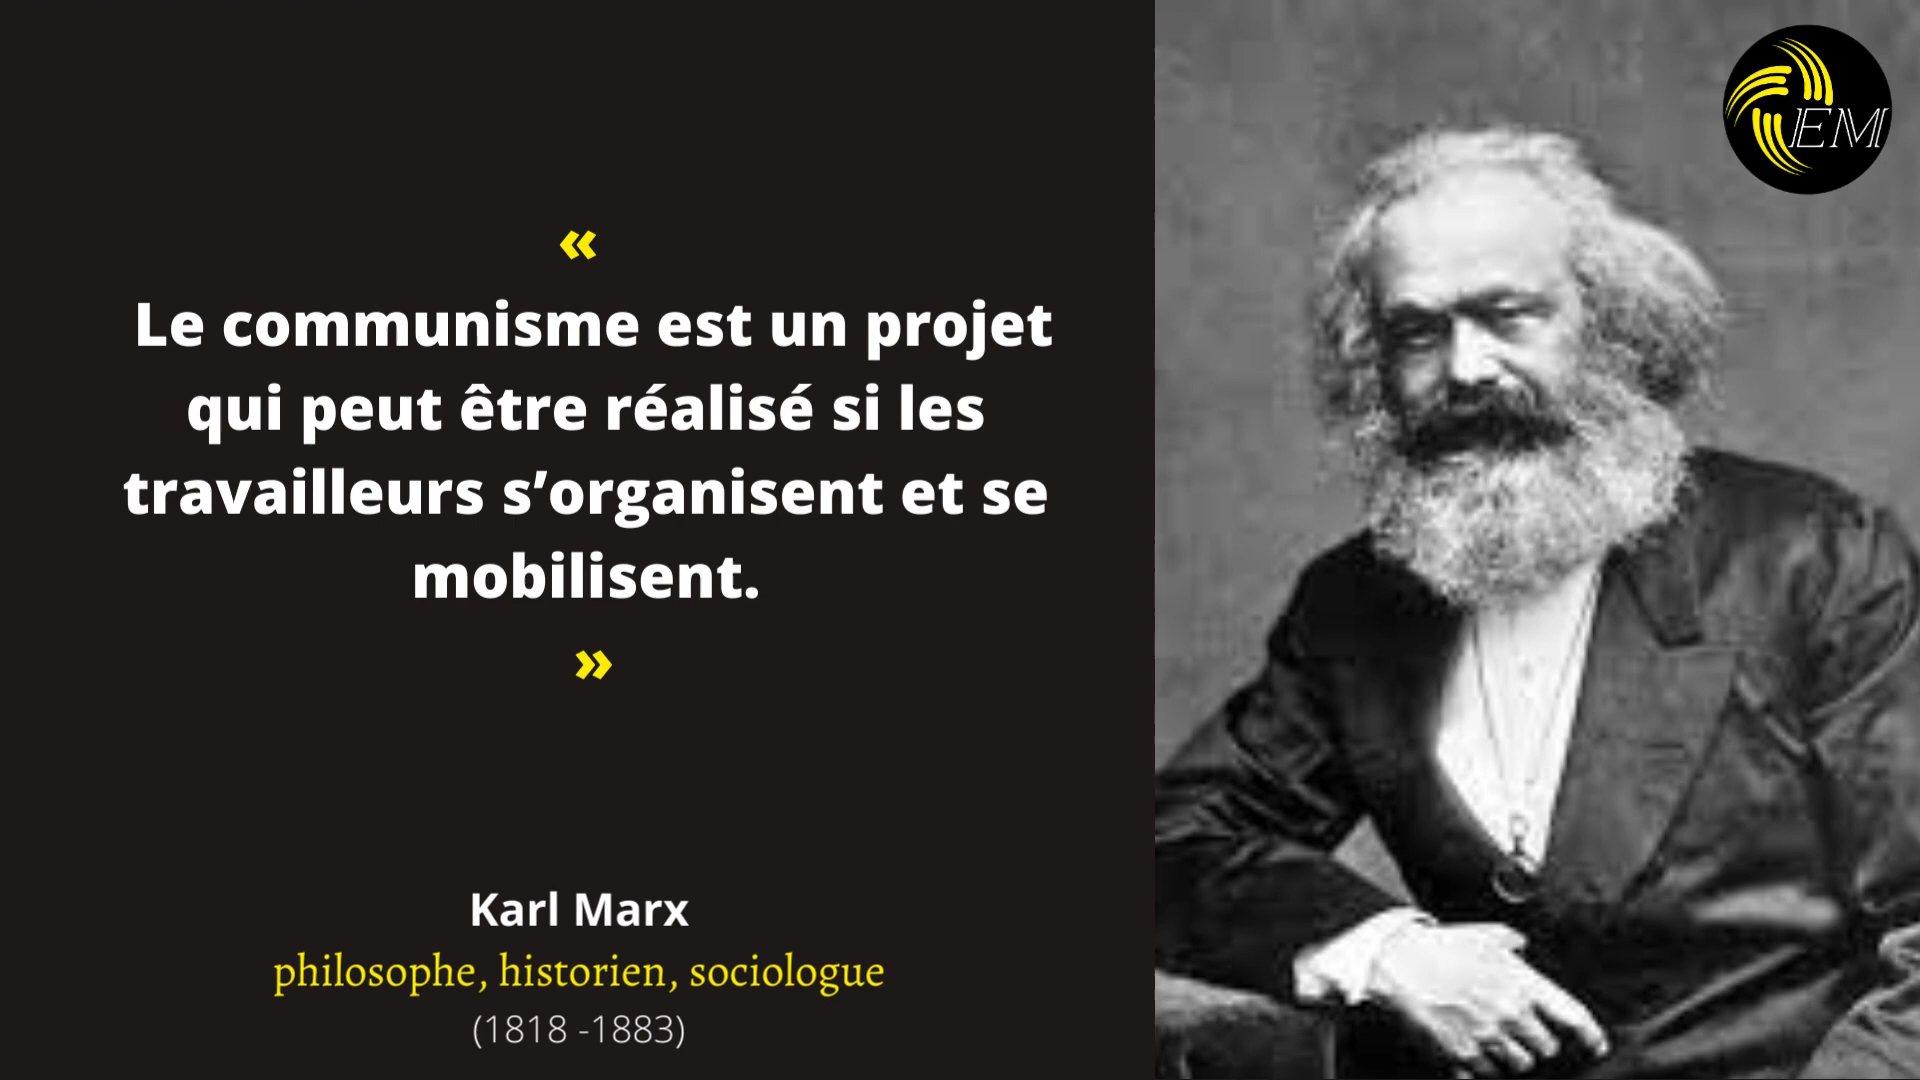 EM
«
Le communisme est un projet
qui peut être réalisé si les
travailleurs s’organisent et se
mobilisent.
»
Karl Marx
philosophe, historien, sociologue
(1818 -1883)